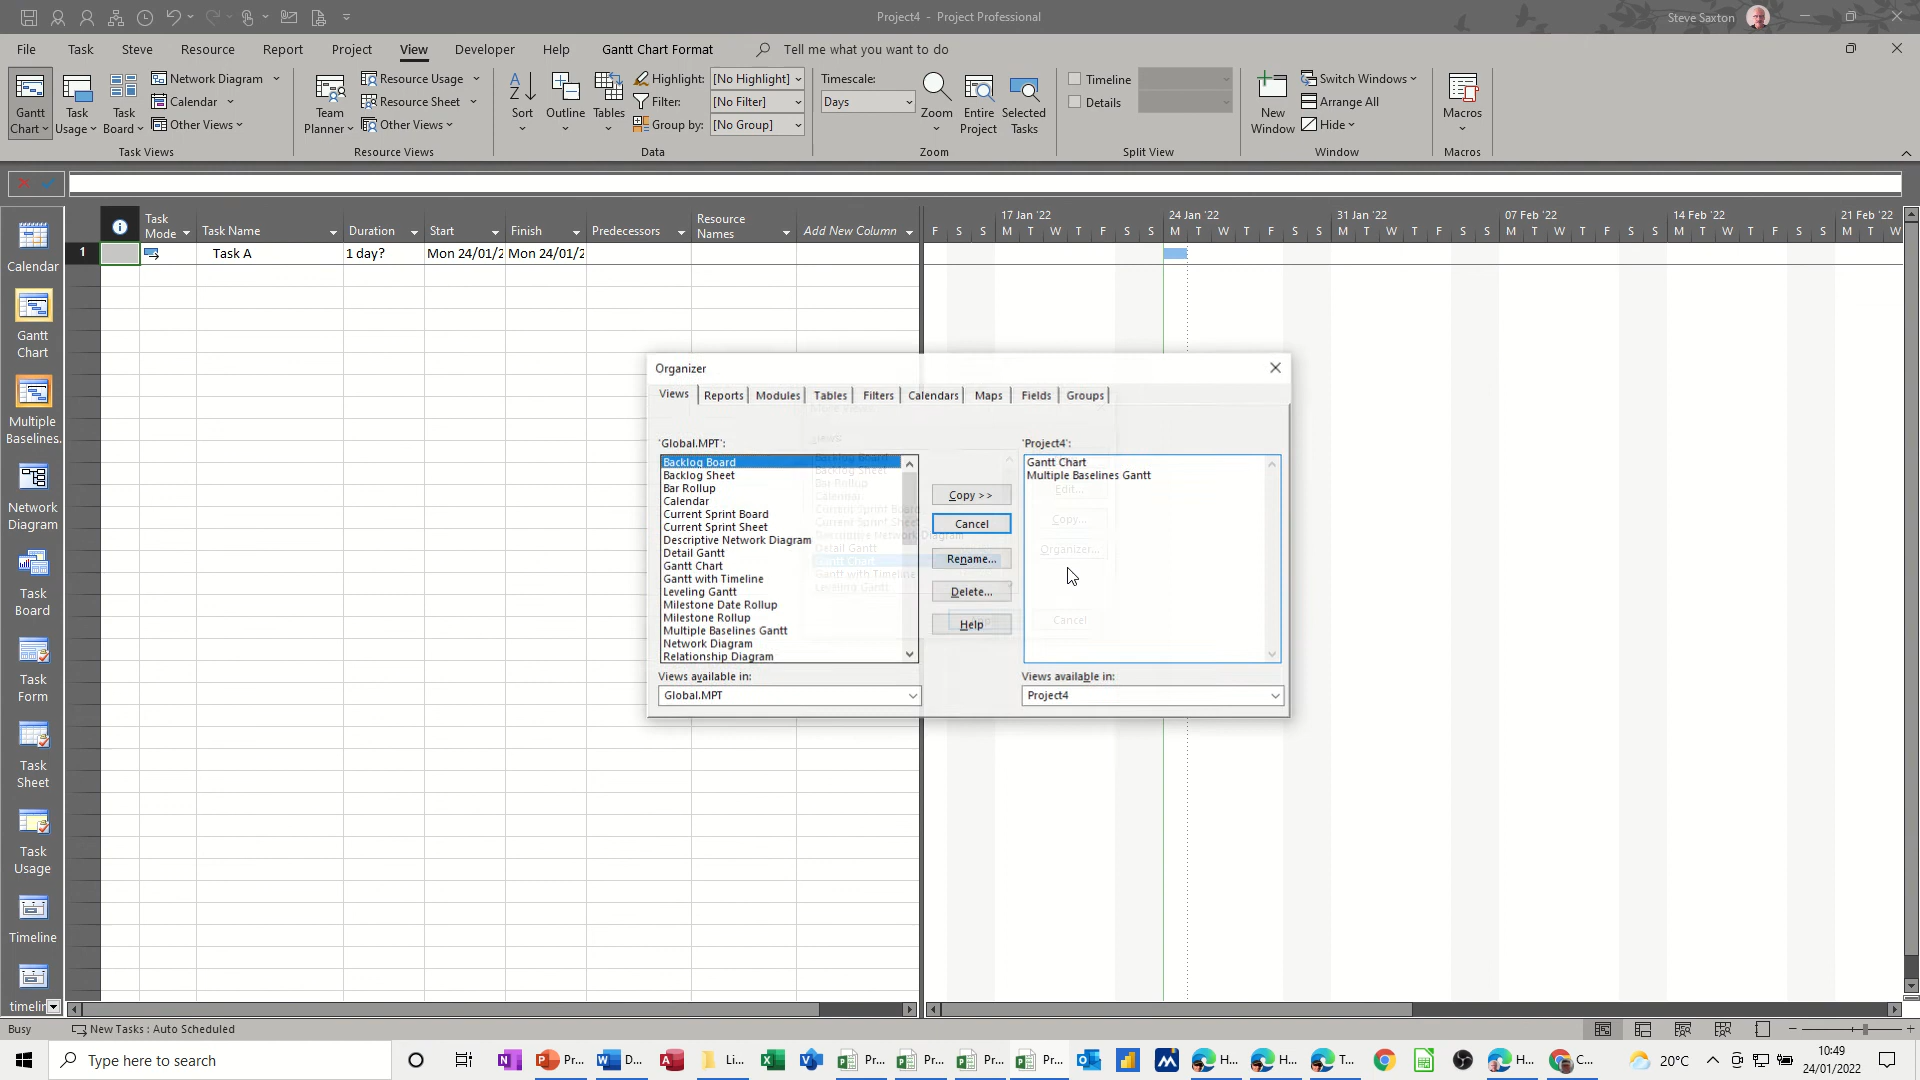 Project4 - Project Professional
Steve Saxton
File Task Steve Resource Report Project View Developer Help Gantt Chart Format Tell me what you want to do
Gantt Chart
Task Usage
Task Board
Network Diagram
Calendar
Other Views
Task Views
Team Planner
Resource Usage
Resource Sheet
Other Views
Resource Views
Sort
Outline
Tables
Highlight: [No Highlight]
Filter: [No Filter]
Group by: [No Group]
Data
Timescale:
Days
Zoom
Entire Project
Selected Tasks
Zoom
Timeline
Details
Split View
New Window
Switch Windows
Arrange All
Hide
Window
Macros
Macros
Task Mode
Task Name
Duration
Start
Finish
Predecessors
Resource Names
Add New Column
17 Jan '22 24 Jan '22 31 Jan '22 07 Feb '22 14 Feb '22 21 Feb '22
F S S M T W T F S S M T W T F S S M T W T F S S M T W T F S S M T W T F S S M T W
1 Task A 1 day? Mon 24/01/2 Mon 24/01/2
Calendar
Gantt Chart
Multiple Baselines.
Network Diagram
Task Board
Task Form
Task Sheet
Task Usage
Timeline
timelin
Organizer
Views Reports Modules Tables Filters Calendars Maps Fields Groups
'Global.MPT':
Backlog Board
Backlog Sheet
Bar Rollup
Calendar
Current Sprint Board
Current Sprint Sheet
Descriptive Network Diagram
Detail Gantt
Gantt Chart
Gantt with Timeline
Leveling Gantt
Milestone Date Rollup
Milestone Rollup
Multiple Baselines Gantt
Network Diagram
Relationship Diagram
Copy >>
Cancel
Rename...
Delete...
Help
'Project4':
Gantt Chart
Multiple Baselines Gantt
Edit...
Copy...
Organizer...
Cancel
Views available in:
Global.MPT
Views available in:
Project4
Busy New Tasks : Auto Scheduled
Type here to search
Pr... D... Li... Pr... Pr... Pr... Pr... H... H... T... H... C...
20°C
10:49
24/01/2022